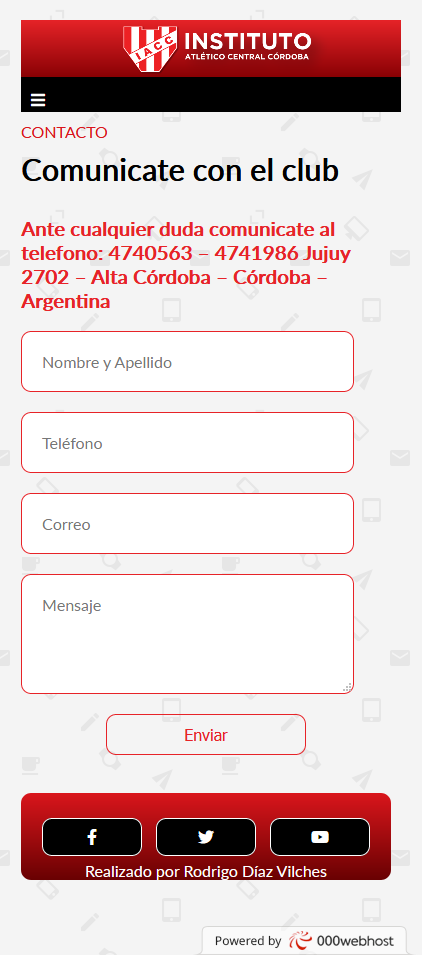 IACC
INSTITUTO
ATLÉTICO CENTRAL CÓRDOBA
CONTACTO
Comunicate con el club
Ante cualquier duda comunicate al
telefono: 4740563 – 4741986 Jujuy
2702 – Alta Córdoba – Córdoba –
Argentina
Nombre y Apellido
Teléfono
Correo
Mensaje
Enviar
Realizado por Rodrigo Díaz Vilches
Powered by 000webhost